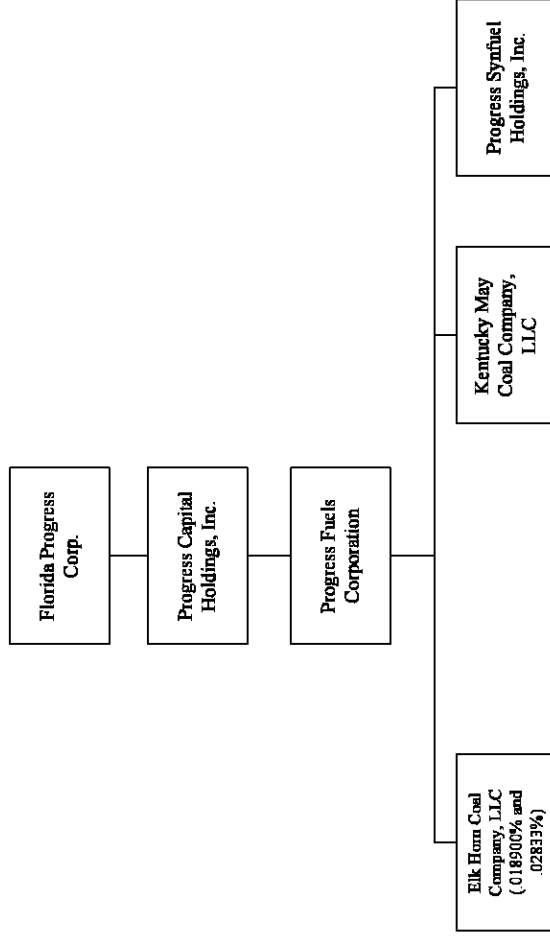 Florida Progress
Corp.
Progress Capital
Holdings, Inc.
Progress Fuels
Corporation
Elk Horn Coal
Company, LLC
(.018900% and
.02833%)
Kentucky May
Coal Company,
LLC
Progress Synfuel
Holdings, Inc.